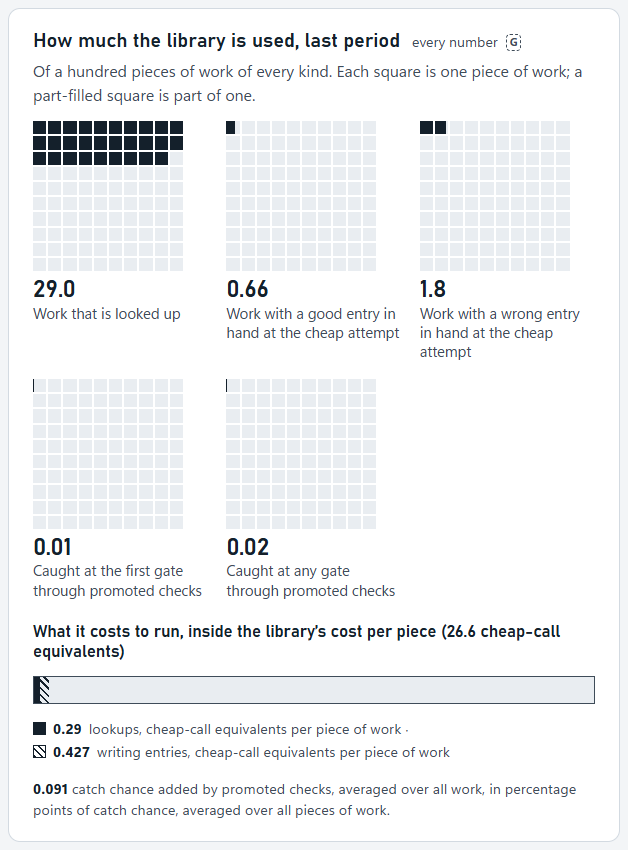 How much the library is used, last period every number G
Of a hundred pieces of work of every kind. Each square is one piece of work; a
part-filled square is part of one.
29.0
Work that is looked up
0.66
Work with a good entry in
hand at the cheap attempt
1.8
Work with a wrong entry
in hand at the cheap
attempt
0.01
Caught at the first gate
through promoted checks
0.02
Caught at any gate
through promoted checks
What it costs to run, inside the library’s cost per piece (26.6 cheap-call
equivalents)
0.29 lookups, cheap-call equivalents per piece of work ·
0.427 writing entries, cheap-call equivalents per piece of work
0.091 catch chance added by promoted checks, averaged over all work, in percentage
points of catch chance, averaged over all pieces of work.